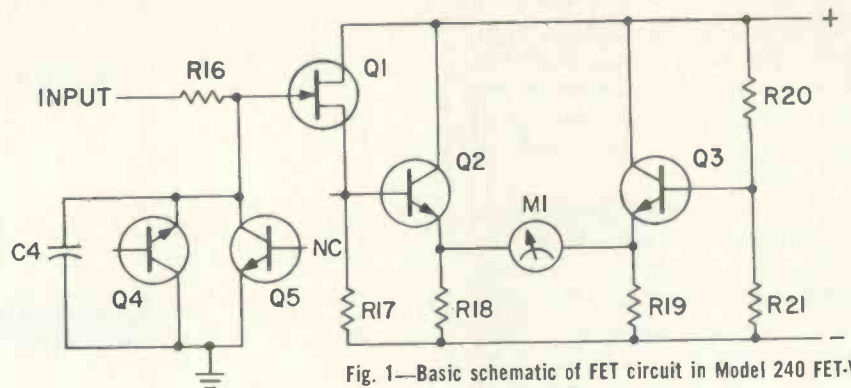 +
R16
Q1
INPUT
R20
Q2
Q3
M1
C4
NC
Q4
Q5
R17
R18
R19
R21
-
Fig. 1—Basic schematic of FET circuit in Model 240 FET-